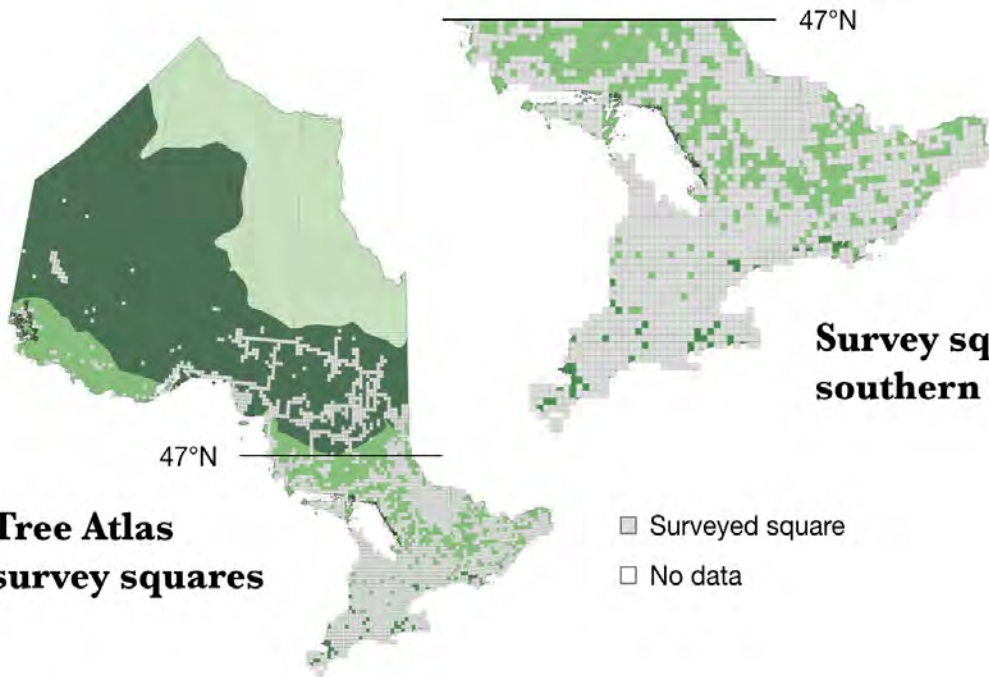 47°N
Survey sq
southern
47°N
Tree Atlas
survey squares
Surveyed square
No data